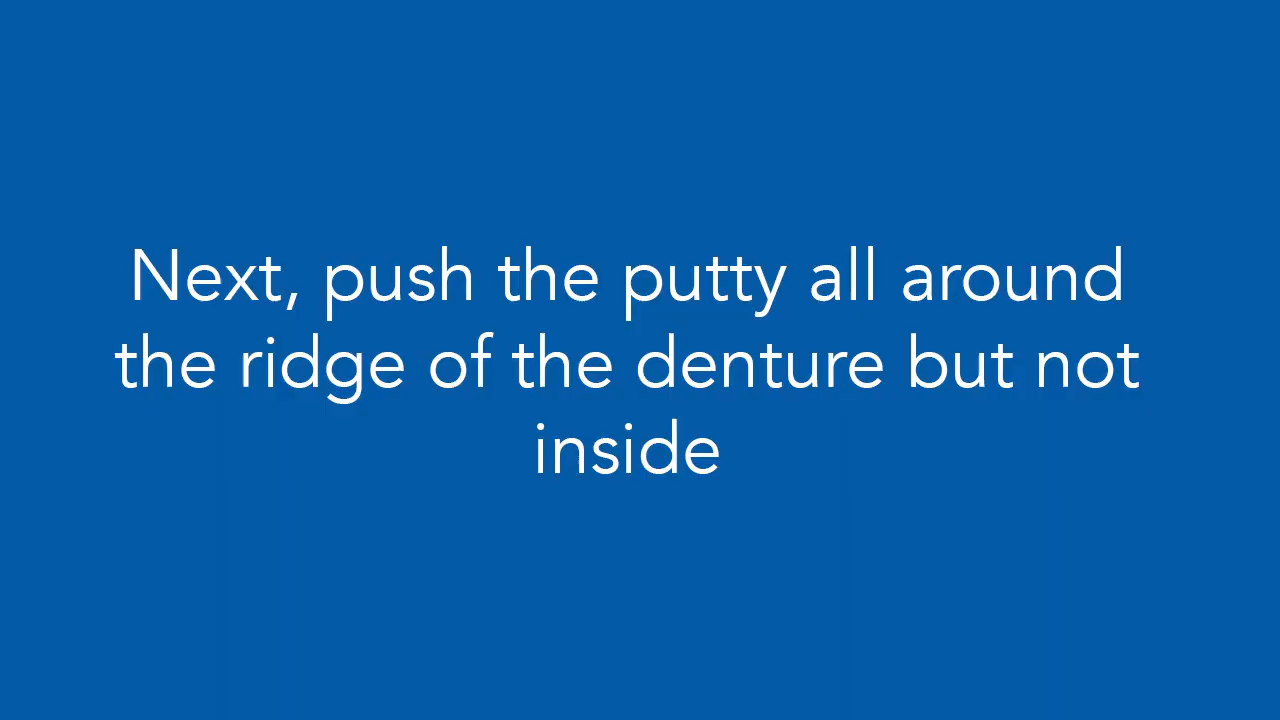 Next, push the putty all around
the ridge of the denture but not
inside